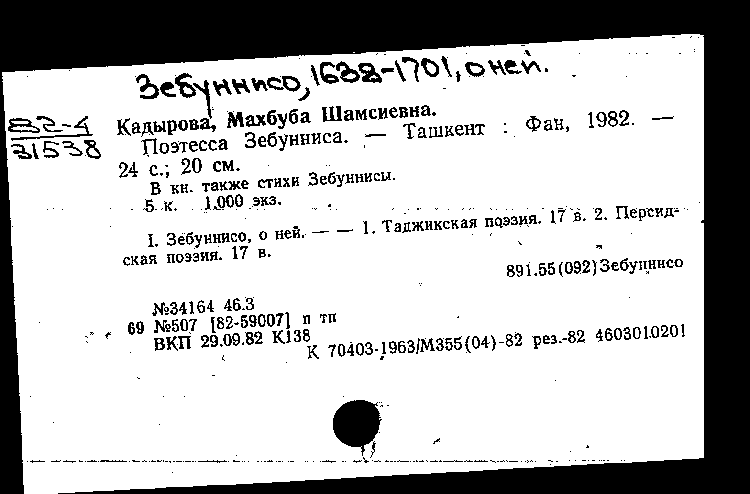 Зебуннисо, 1638-1701, о ней.
82-4
31538
Кадырова, Махбуба Шамсиевна.
Поэтесса Зебунниса. — Ташкент : Фан, 1982. —
24 с.; 20 см.
В кн. также стихи Зебуннисы.
5 к. 1.000 экз.
I. Зебуннисо, о ней. — — 1. Таджикская поэзия. 17 в. 2. Персид-
ская поэзия. 17 в.
891.55(092)Зебуннисо
№34164 46.3
69 №507 [82-59007] п тп
ВКП 29.09.82 К138
К 70403-1963/М355(04)-82 рез.-82 4603010201